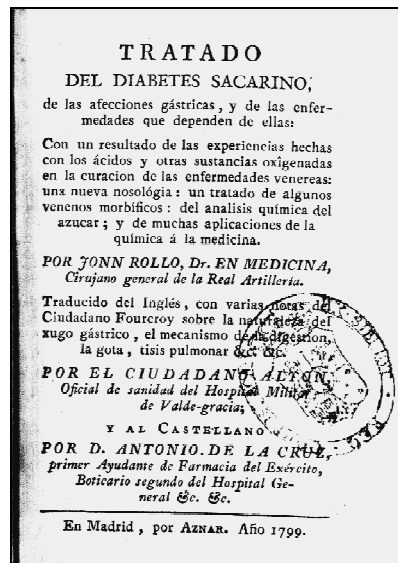 TRATADO
DEL DIABETES SACARINO,
de las afecciones gástricas, y de las enfer-
medades que dependen de ellas:
Con un resultado de las experiencias hechas
con los ácidos y otras sustancias oxîgenadas
en la curacion de las enfermedades venereas:
una nueva nosológia: un tratado de algunos
venenos morbíficos: del analisis química del
azucar; y de muchas aplicaciones de la
química á la medicina.
POR JONN ROLLO, Dr. EN MEDICINA,
Cirujano general de la Real Artillería.
Traducido del Inglés, con varias notas del
Ciudadano Fourcroy sobre la naturaleza del
xugo gástrico, el mecanismo de la digestion,
la gota, tisis pulmonar &c. &c.
POR EL CIUDADANO ALYON,
Oficial de sanidad del Hospital Militar
de Valde-gracia;
Y AL CASTELLANO
POR D. ANTONIO DE LA CRUZ,
primer Ayudante de Farmacia del Exército,
Boticario segundo del Hospital Ge-
neral &c. &c.
En Madrid, por AZNAR. Año 1799.